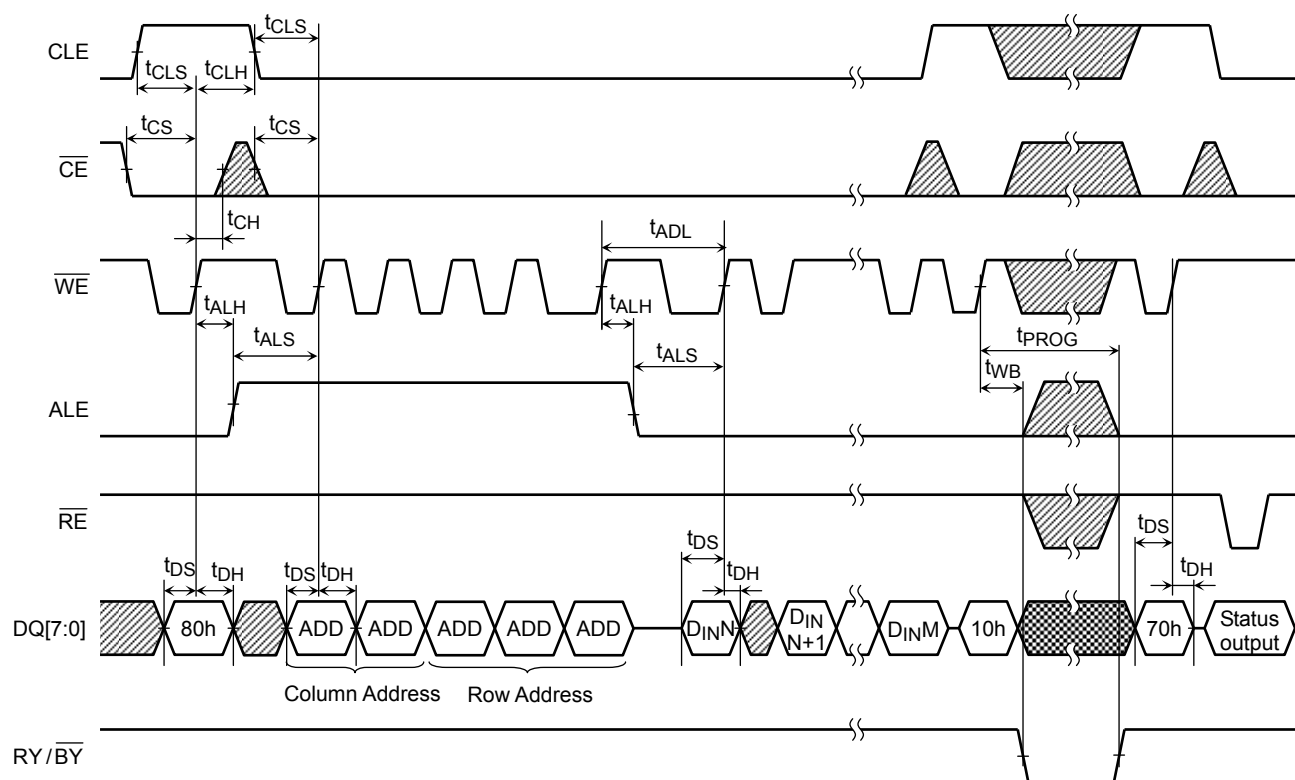 tCLS
CLE
tCLS tCLH
tCS tCS
CE
tCH
tADL
WE
tALH tALH
tALS tALS tPROG
tWB
ALE
RE
tDS tDS
tDS tDH tDS tDH tDH tDH
DQ[7:0] 80h ADD ADD ADD ADD ADD DINN DIN N+1 DINM 10h 70h Status output
Column Address Row Address
RY/BY